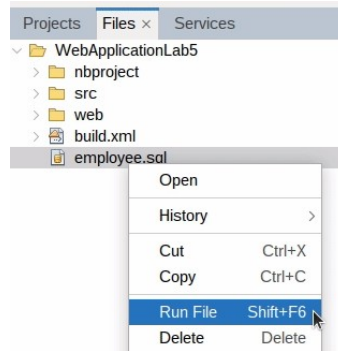 Projects Files × Services
WebApplicationLab5
nbproject
src
web
build.xml
employee.sql
Open
History
Cut Ctrl+X
Copy Ctrl+C
Run File Shift+F6
Delete Delete